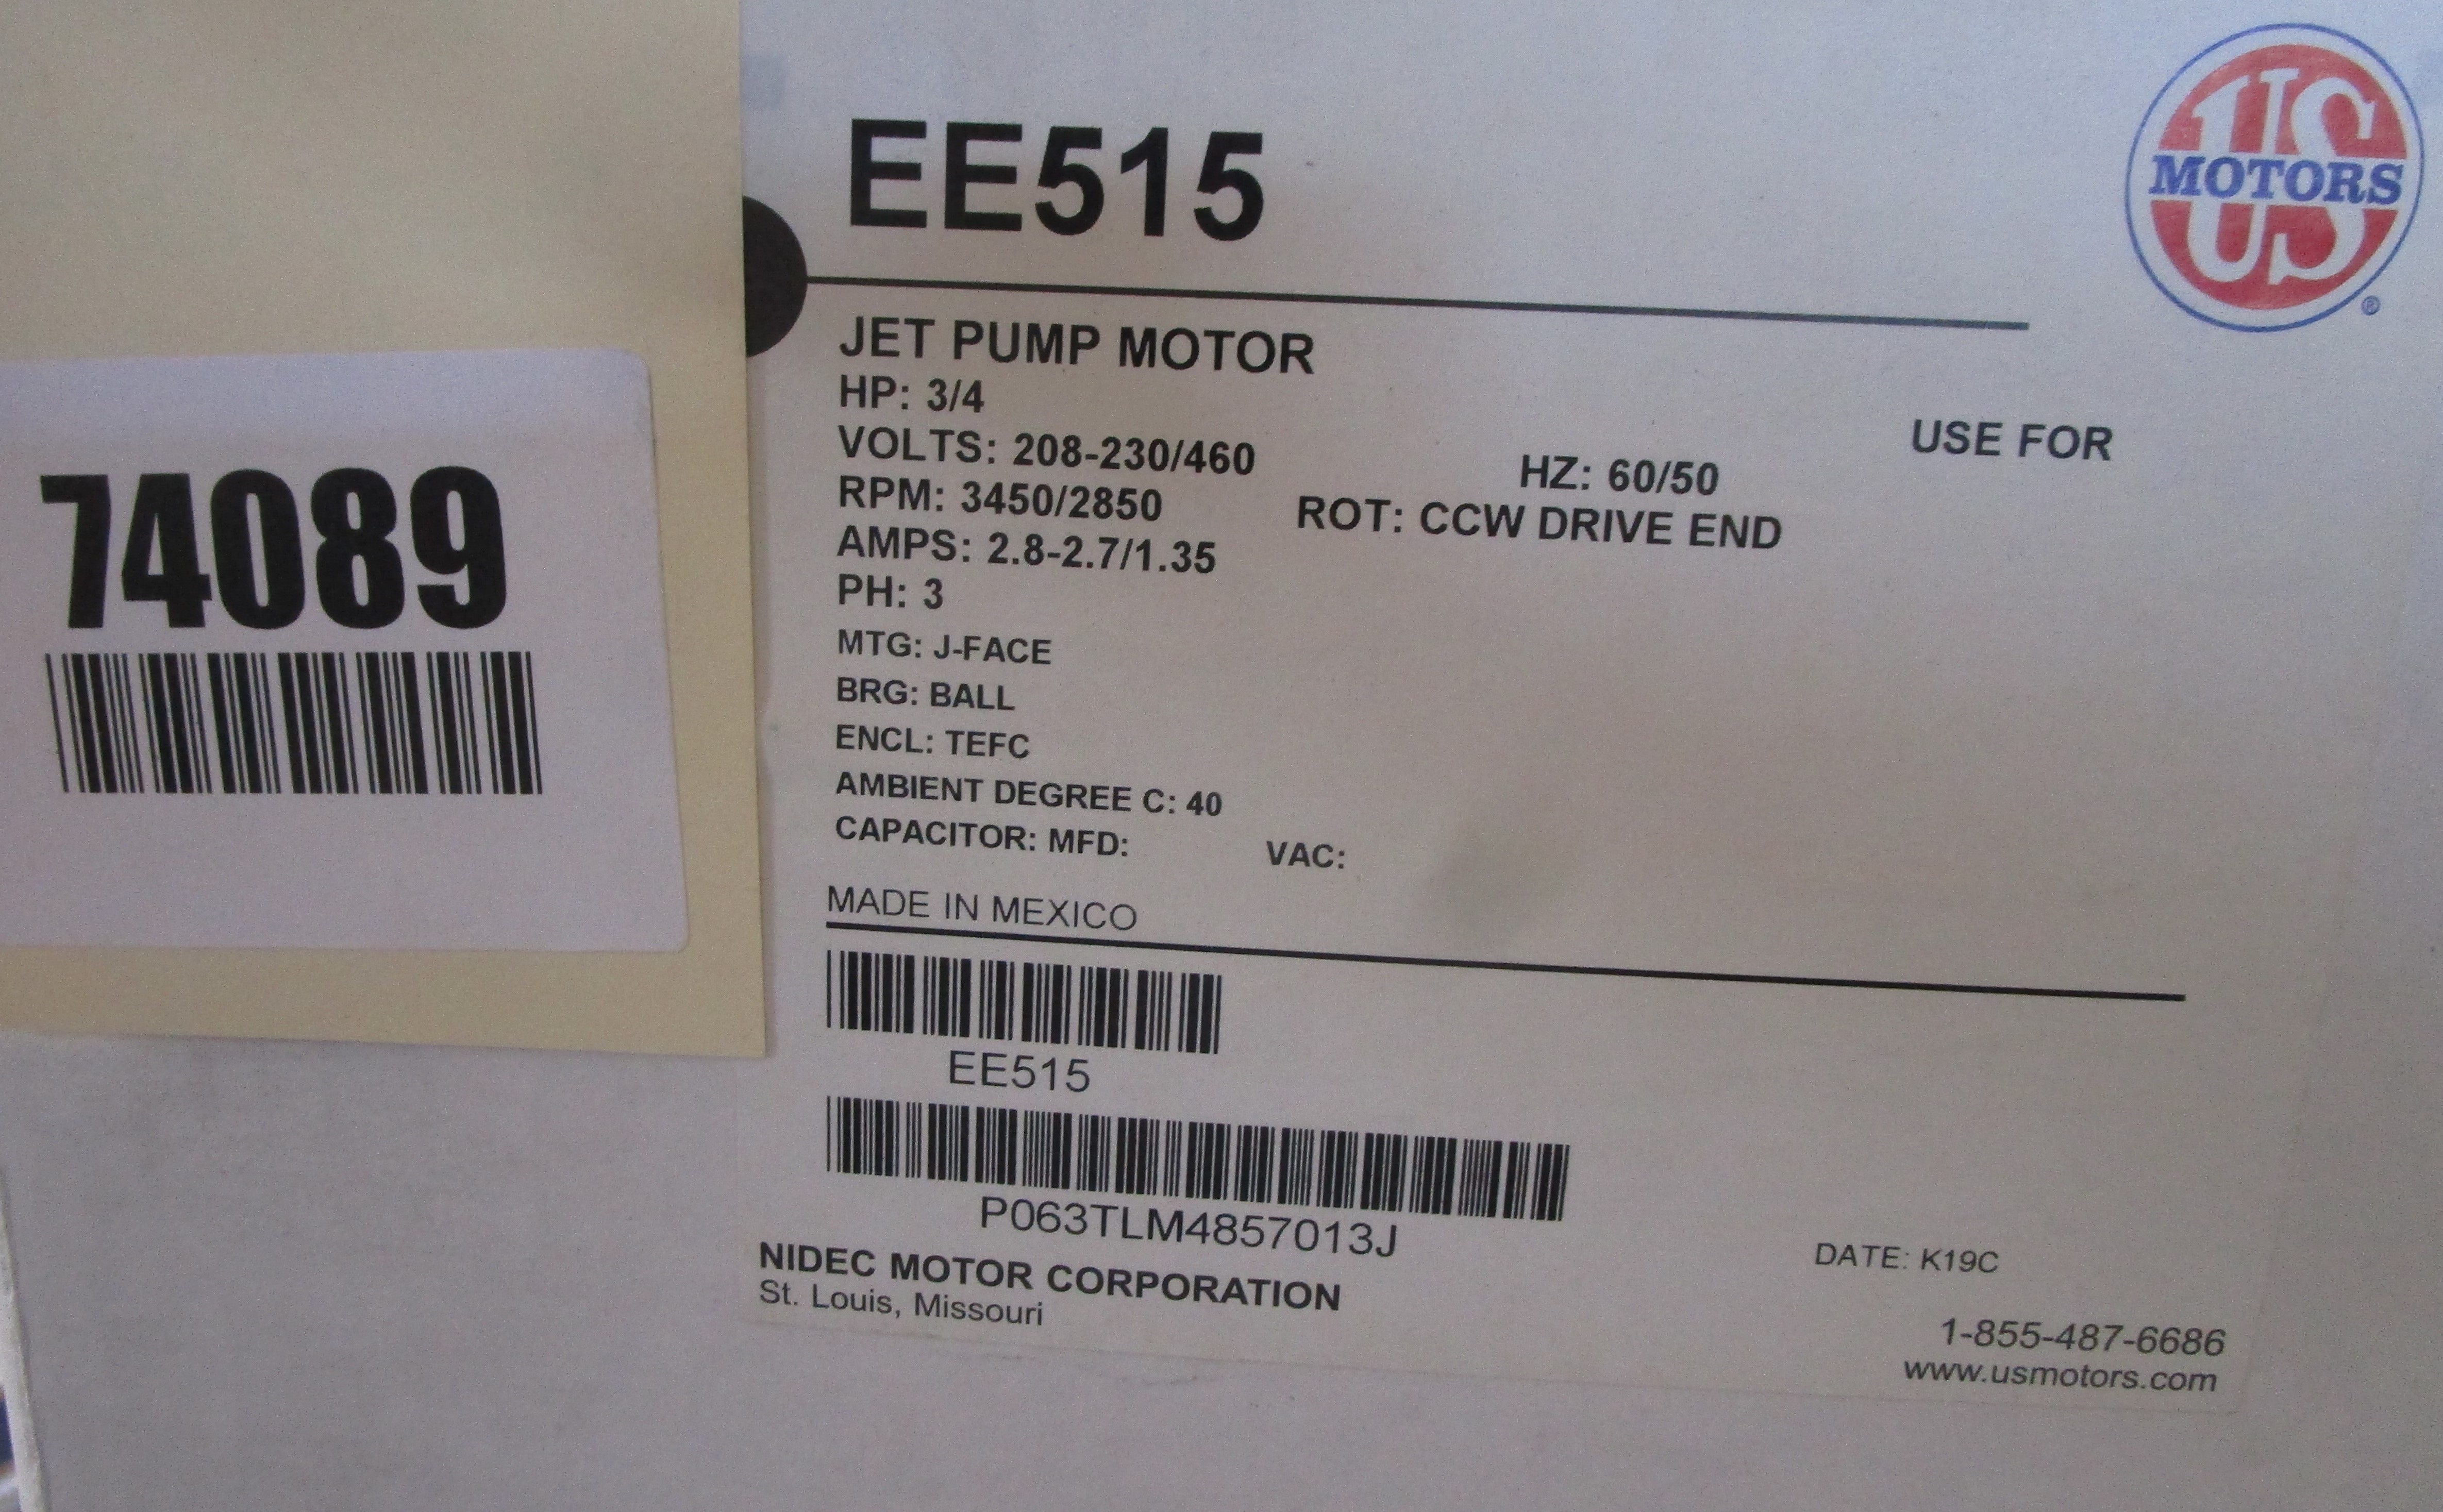 EE515
US
MOTORS
®
JET PUMP MOTOR
HP: 3/4
USE FOR
VOLTS: 208-230/460
HZ: 60/50
RPM: 3450/2850
ROT: CCW DRIVE END
AMPS: 2.8-2.7/1.35
PH: 3
MTG: J-FACE
BRG: BALL
ENCL: TEFC
AMBIENT DEGREE C: 40
CAPACITOR: MFD: VAC:
MADE IN MEXICO
EE515
P063TLM4857013J
NIDEC MOTOR CORPORATION
St. Louis, Missouri
DATE: K19C
1-855-487-6686
www.usmotors.com
74089